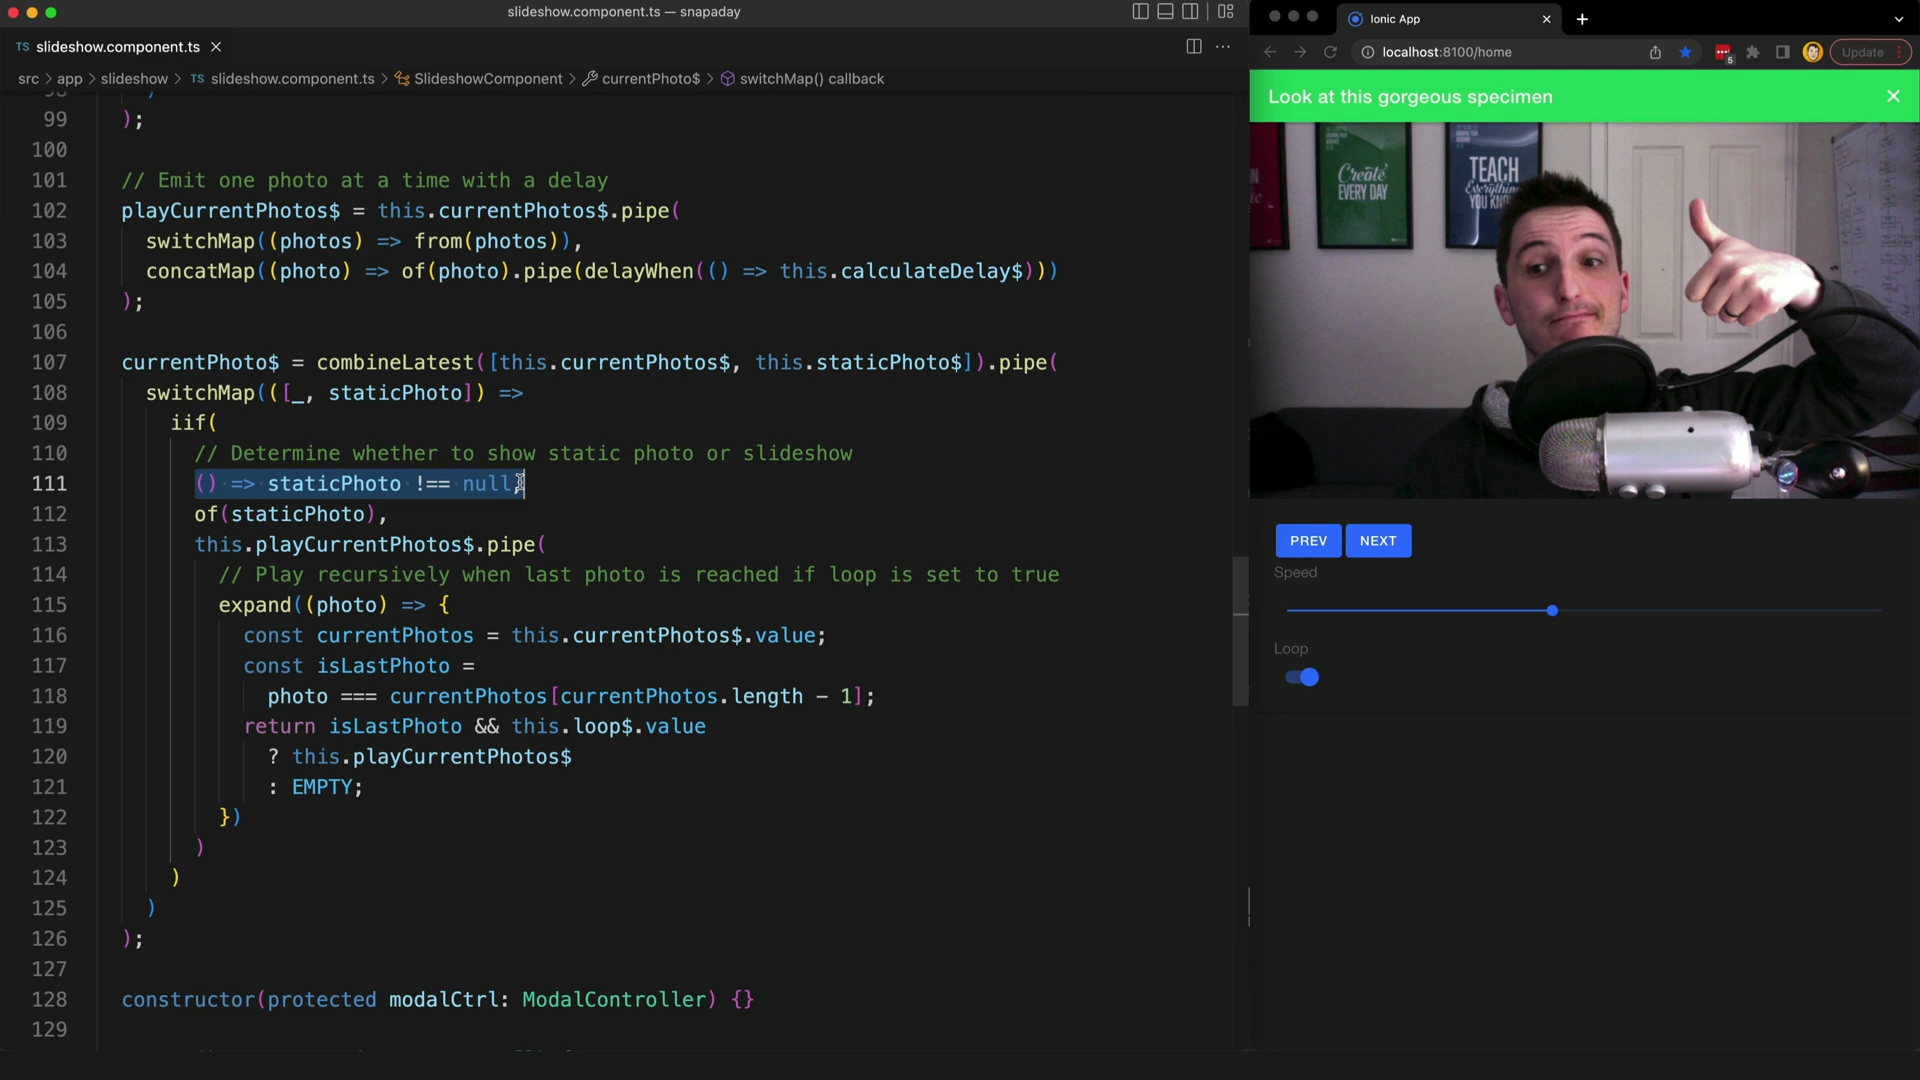 slideshow.component.ts — snapaday
TS slideshow.component.ts
src > app > slideshow > TS slideshow.component.ts > SlideshowComponent > currentPhoto$ > switchMap() callback
99 );
100
101 // Emit one photo at a time with a delay
102 playCurrentPhotos$ = this.currentPhotos$.pipe(
103 switchMap((photos) => from(photos)),
104 concatMap((photo) => of(photo).pipe(delayWhen(() => this.calculateDelay$)))
105 );
106
107 currentPhoto$ = combineLatest([this.currentPhotos$, this.staticPhoto$]).pipe(
108 switchMap(([_, staticPhoto]) =>
109 iif(
110 // Determine whether to show static photo or slideshow
111 () => staticPhoto !== null,
112 of(staticPhoto),
113 this.playCurrentPhotos$.pipe(
114 // Play recursively when last photo is reached if loop is set to true
115 expand((photo) => {
116 const currentPhotos = this.currentPhotos$.value;
117 const isLastPhoto =
118 photo === currentPhotos[currentPhotos.length - 1];
119 return isLastPhoto && this.loop$.value
120 ? this.playCurrentPhotos$
121 : EMPTY;
122 })
123 )
124 )
125 )
126 );
127
128 constructor(protected modalCtrl: ModalController) {}
129
Ionic App
localhost:8100/home
5
Update
Look at this gorgeous specimen
Create
EVERY DAY
TEACH
Everything
YOU KNOW
PREV NEXT
Speed
Loop